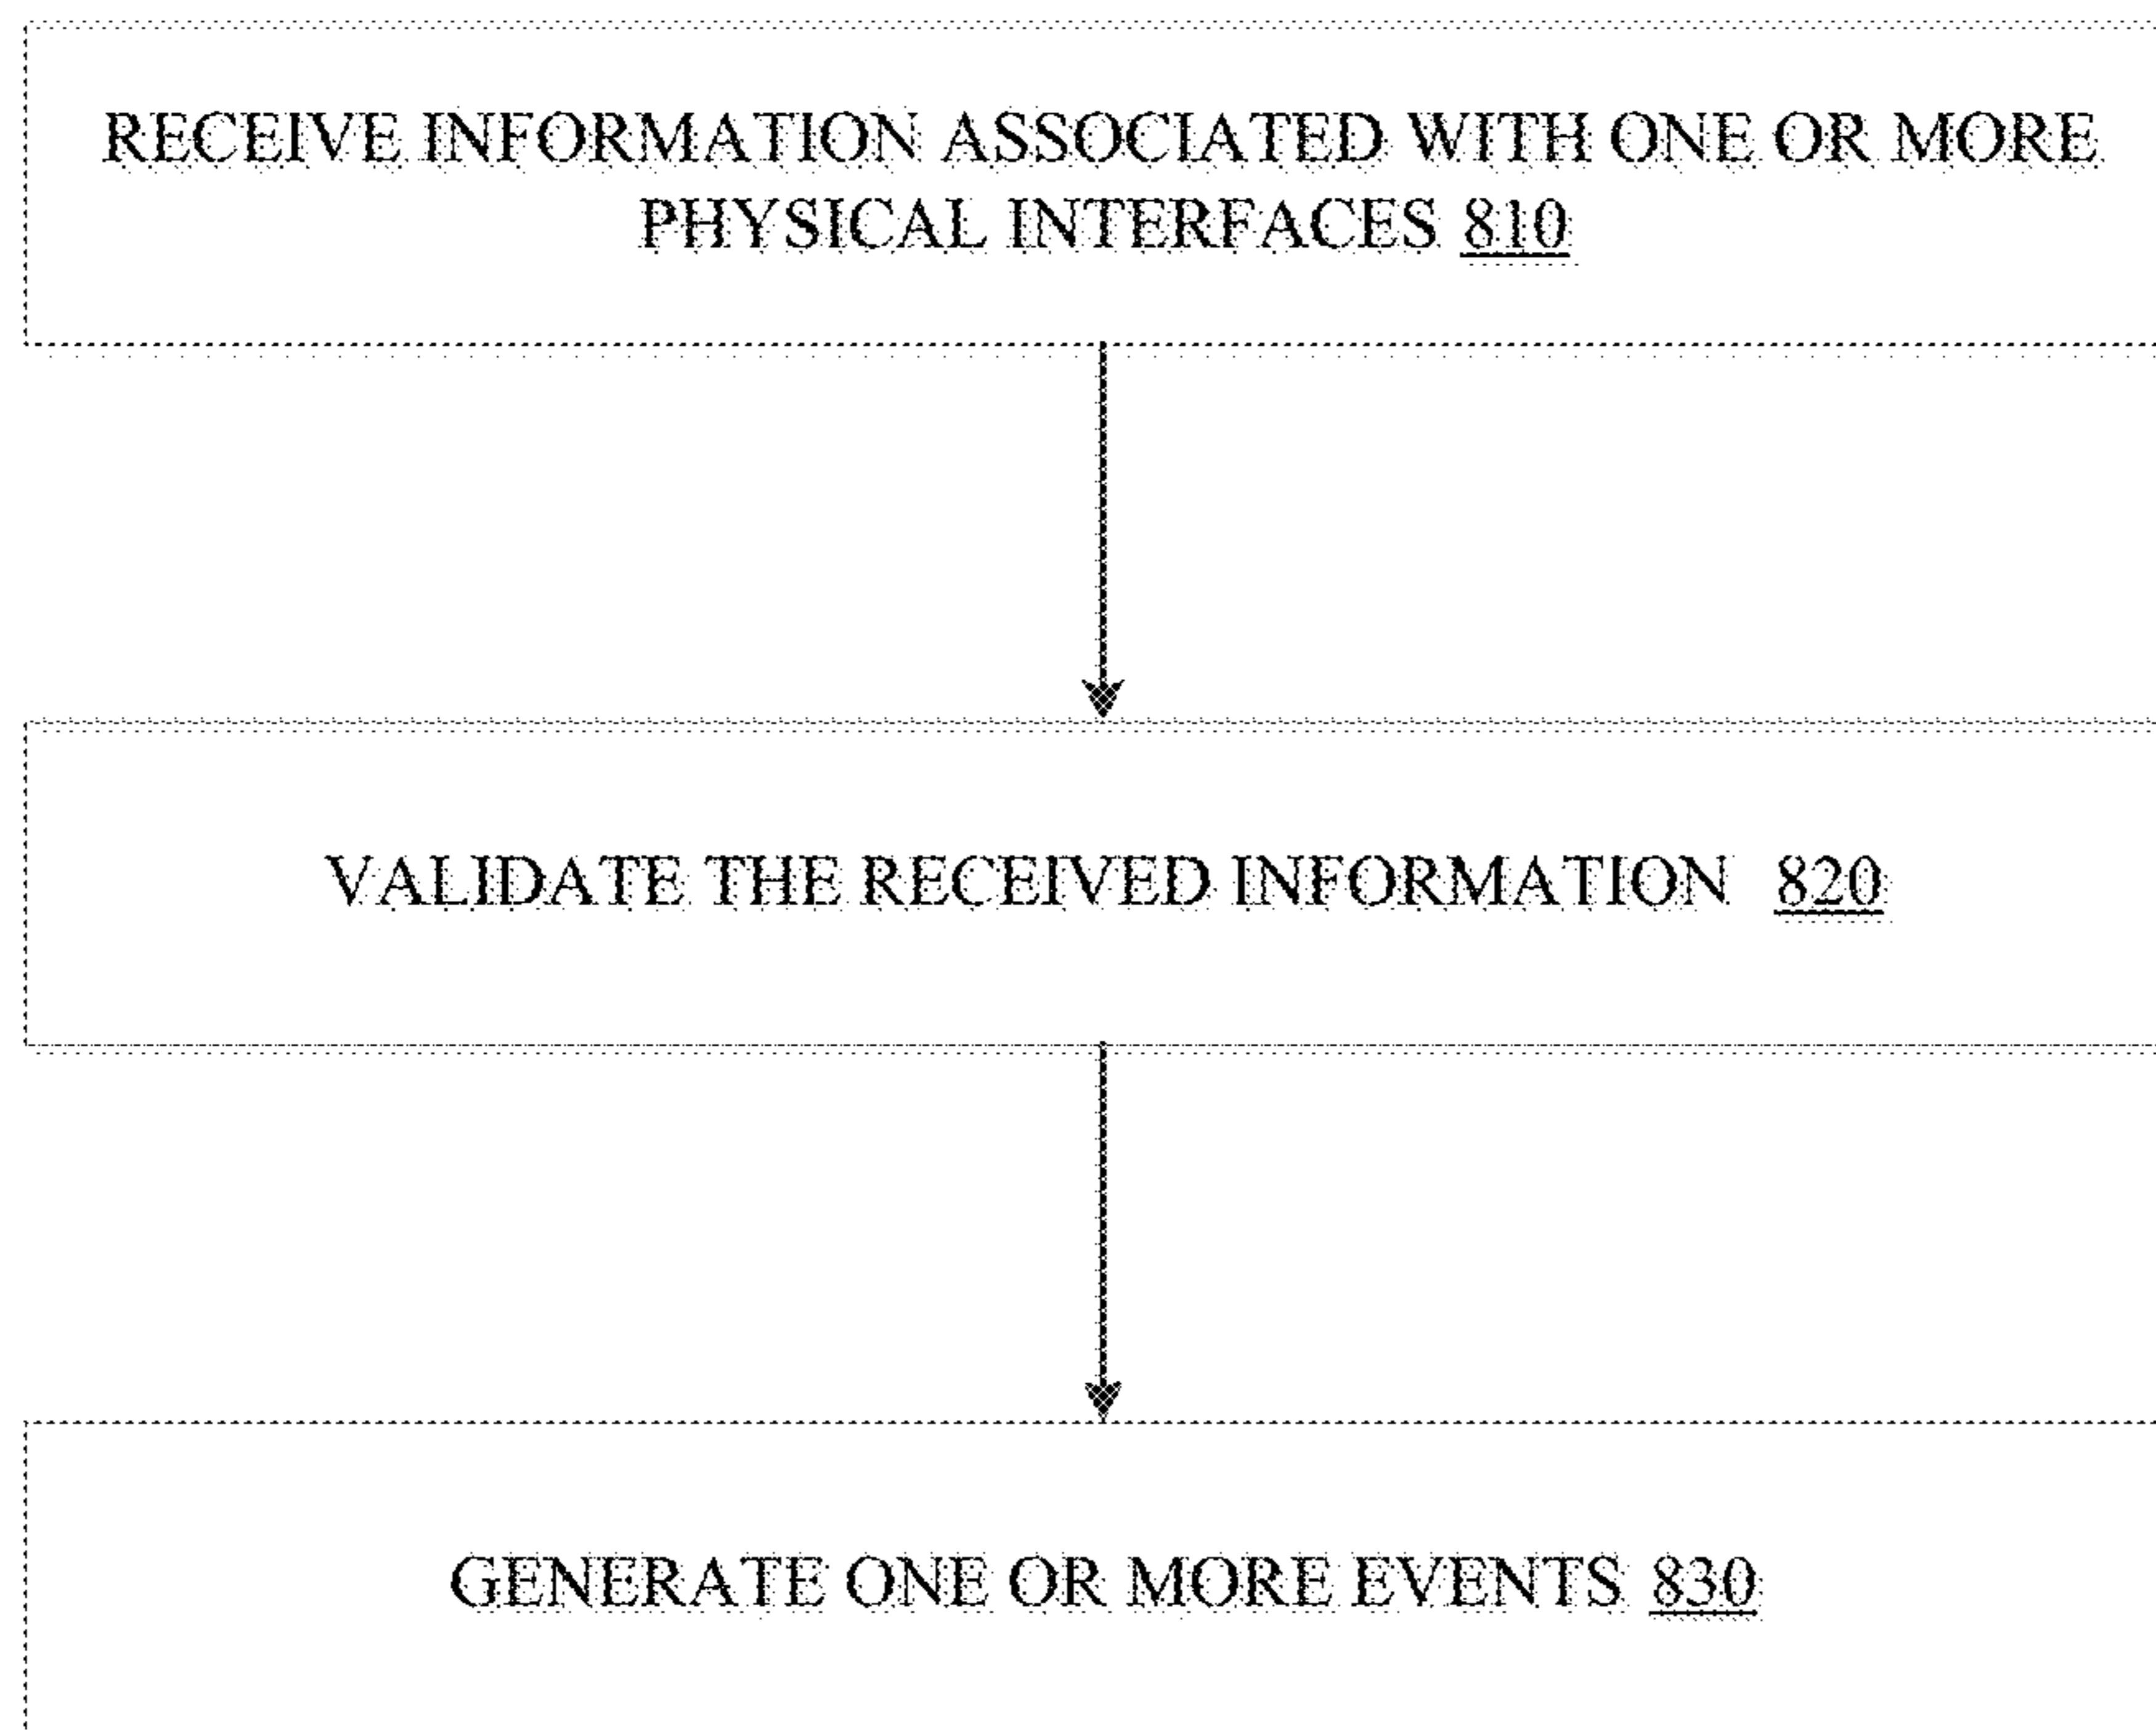 RECEIVE INFORMATION ASSOCIATED WITH ONE OR MORE
PHYSICAL INTERFACES 810
VALIDATE THE RECEIVED INFORMATION 820
GENERATE ONE OR MORE EVENTS 830